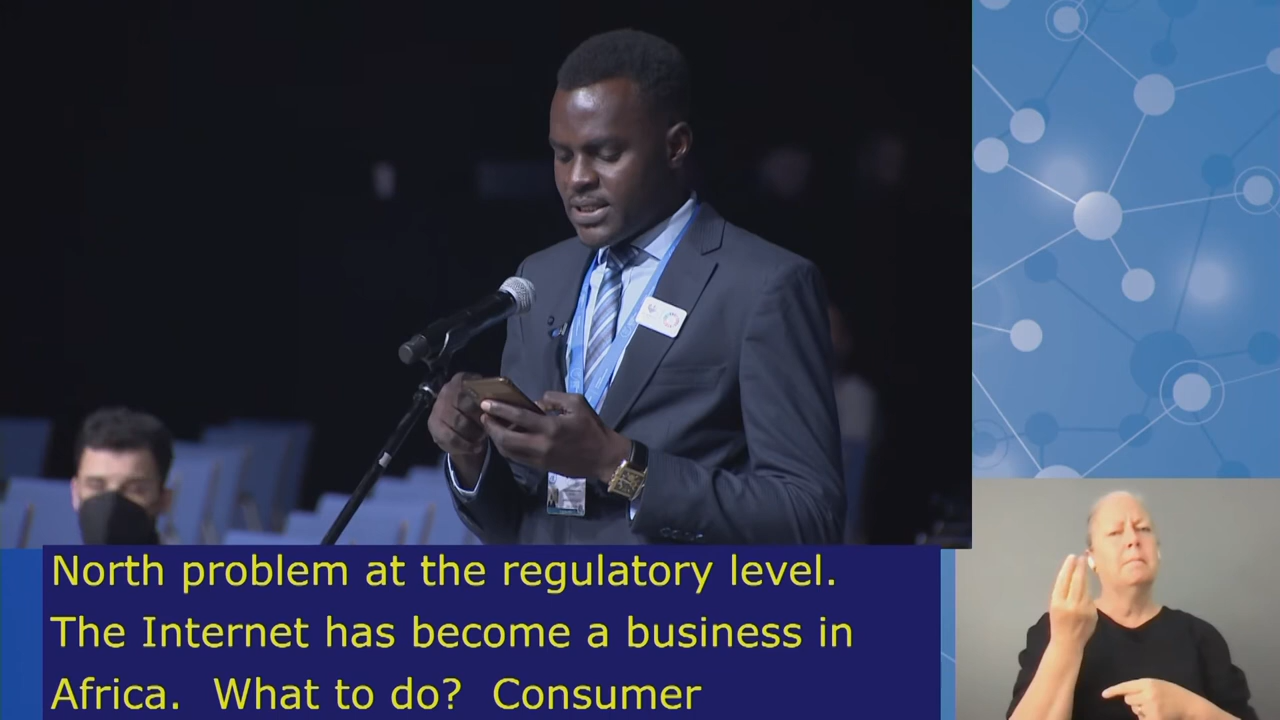 North problem at the regulatory level.
The Internet has become a business in
Africa.  What to do?  Consumer